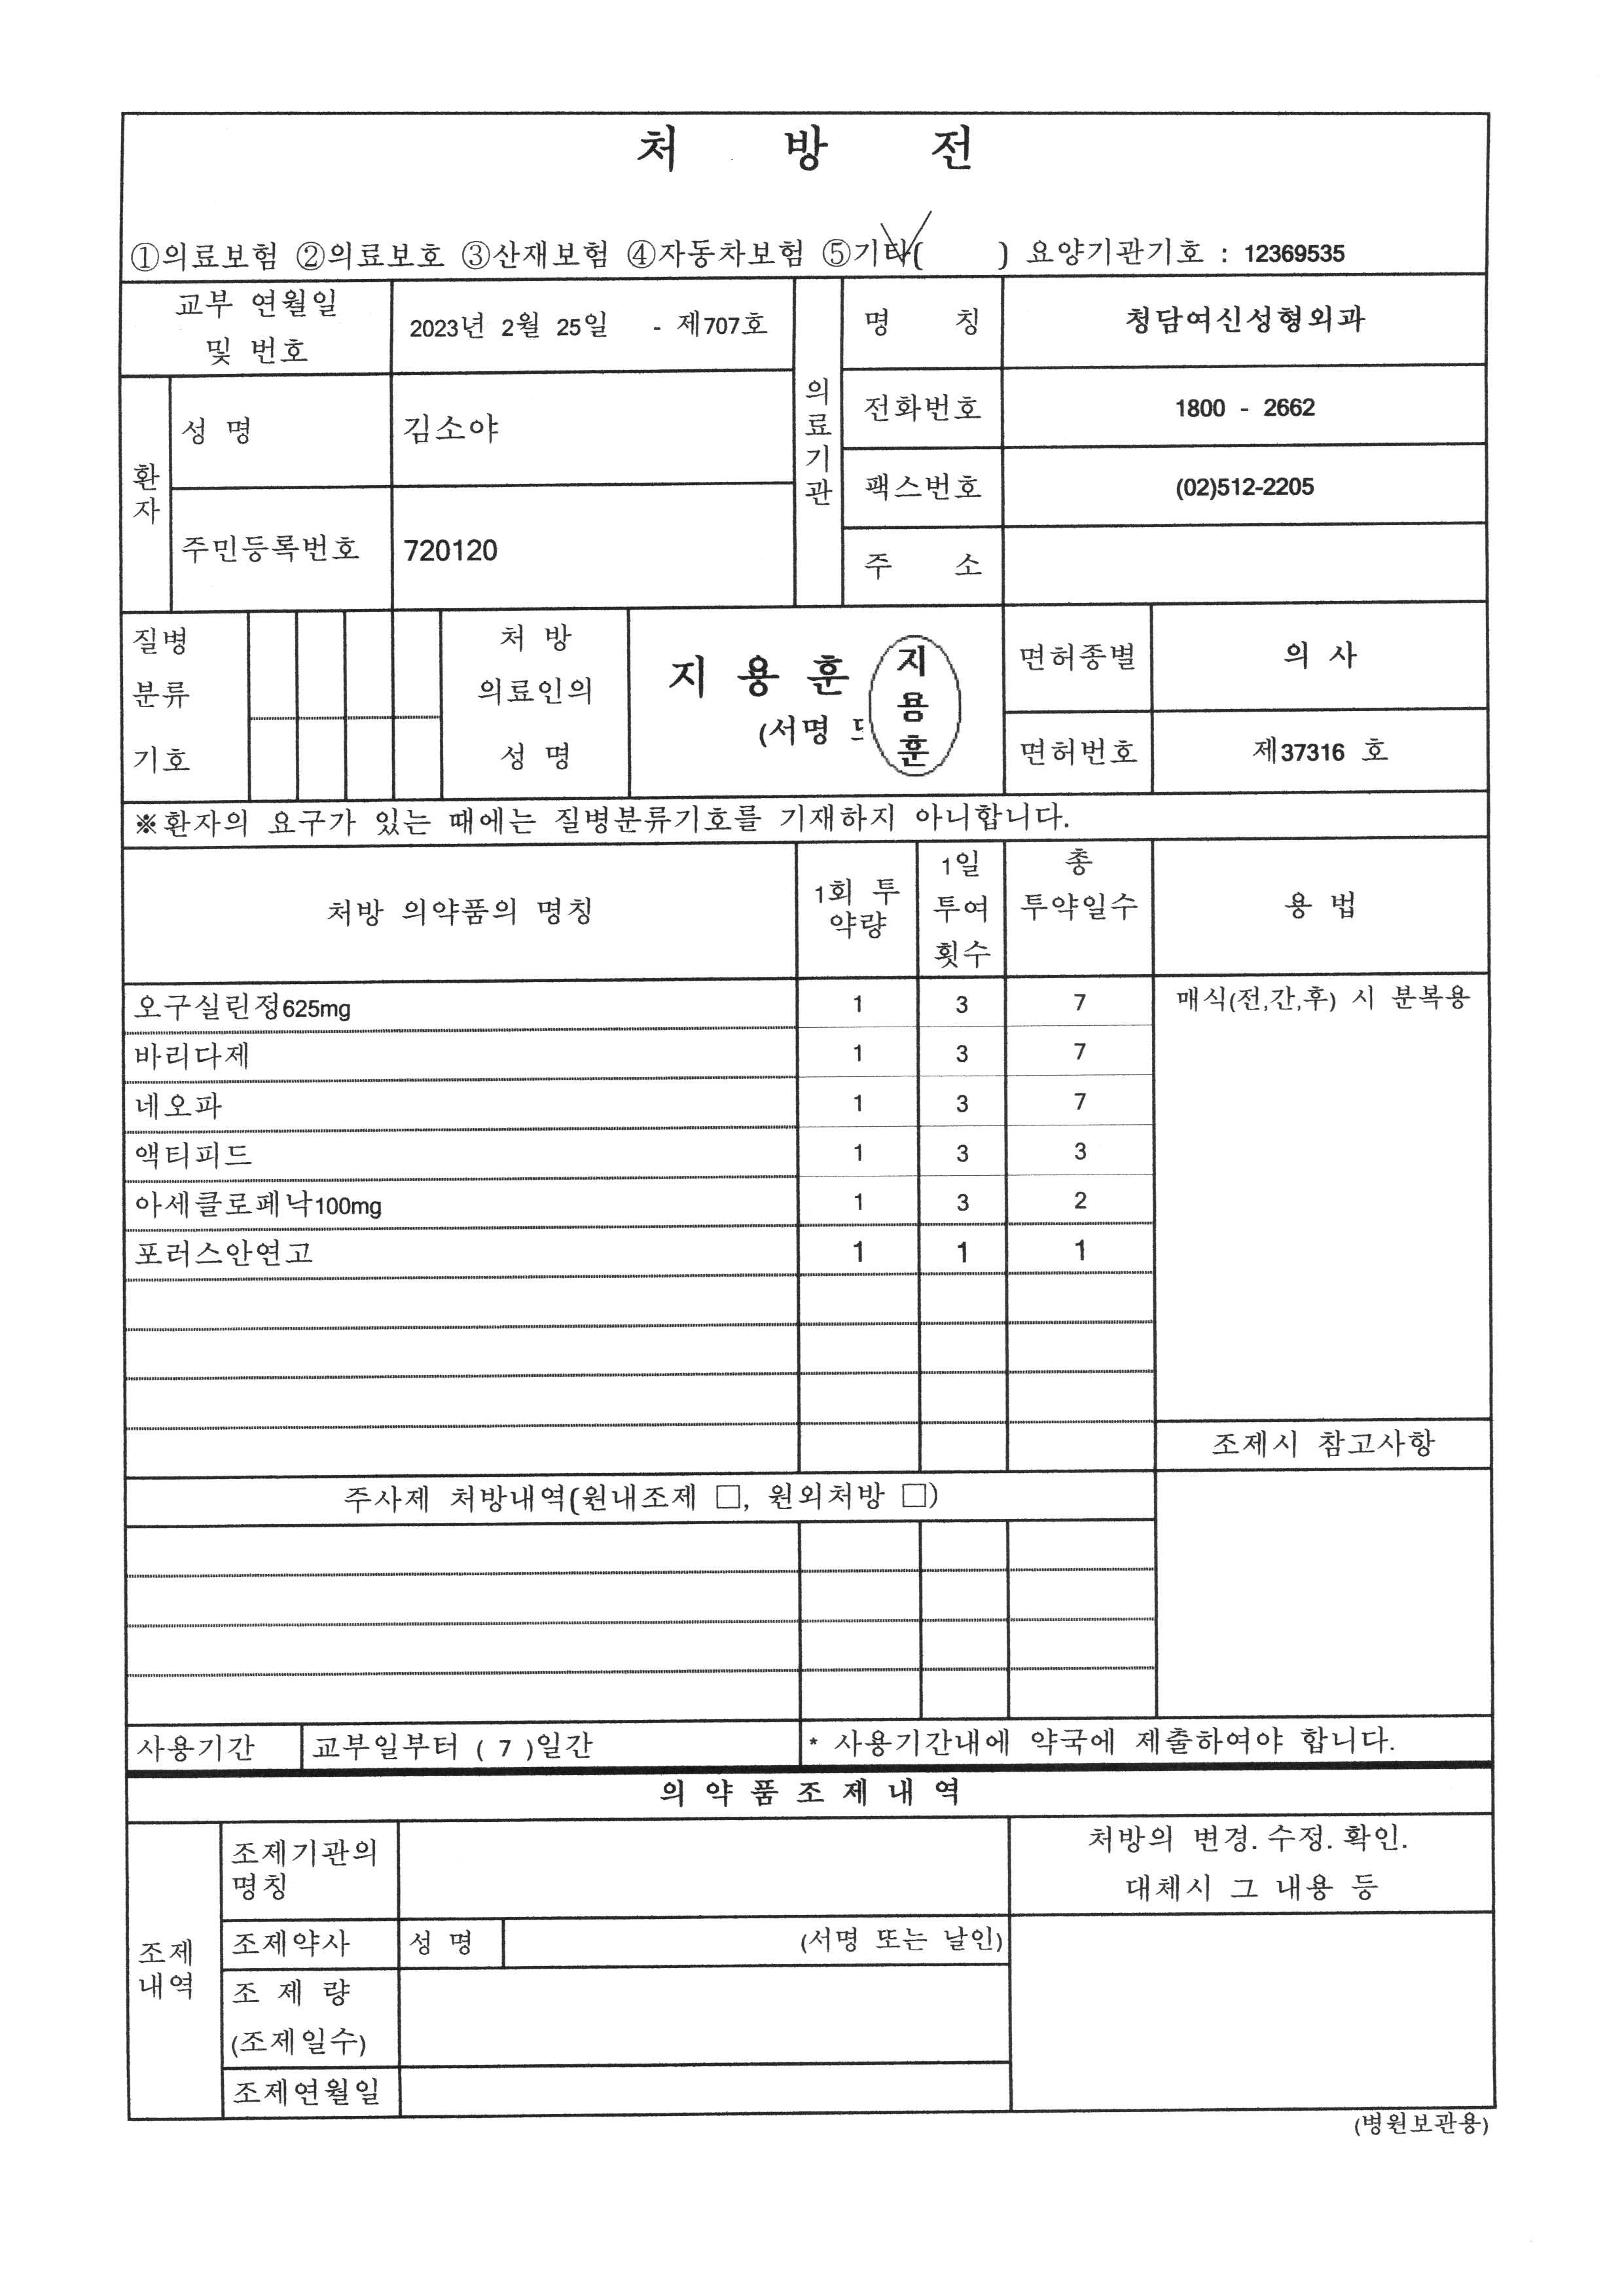 처 방 전
①의료보험 ②의료보호 ③산재보험 ④자동차보험 ⑤기타( ) 요양기관기호 : 12369535
교부 연월일
및 번호
2023년 2월 25일 - 제707호
환자
성 명
김소야
주민등록번호
720120
의료기관
명 칭
청담여신성형외과
전화번호
1800 - 2662
팩스번호
(02)512-2205
주 소
질병
분류
기호
처 방
의료인의
성 명
지 용 훈
(서명
지
용
훈
면허종별
의 사
면허번호
제37316 호
※환자의 요구가 있는 때에는 질병분류기호를 기재하지 아니합니다.
처방 의약품의 명칭
1회 투
약량
1일
투여
횟수
총
투약일수
용 법
오구실린정625mg 1 3 7
매식(전,간,후) 시 분복용
바리다제 1 3 7
네오파 1 3 7
액티피드 1 3 3
아세클로페낙100mg 1 3 2
포러스안연고 1 1 1
조제시 참고사항
주사제 처방내역(원내조제 □, 원외처방 □)
사용기간
교부일부터 ( 7 )일간
* 사용기간내에 약국에 제출하여야 합니다.
의 약 품 조 제 내 역
조제
내역
조제기관의
명칭
처방의 변경. 수정. 확인.
대체시 그 내용 등
조제약사
성 명
(서명 또는 날인)
조 제 량
(조제일수)
조제연월일
(병원보관용)